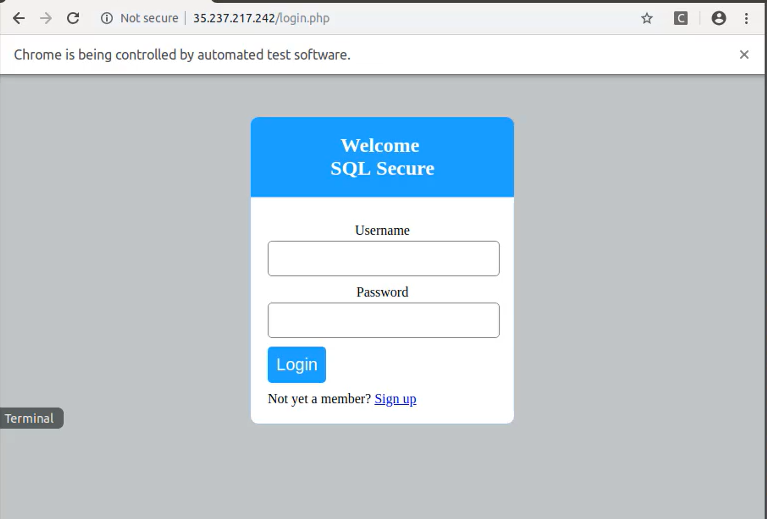 Not secure 35.237.217.242/login.php
C
Chrome is being controlled by automated test software.
Welcome
SQL Secure
Username
Password
Login
Not yet a member? Sign up
Terminal